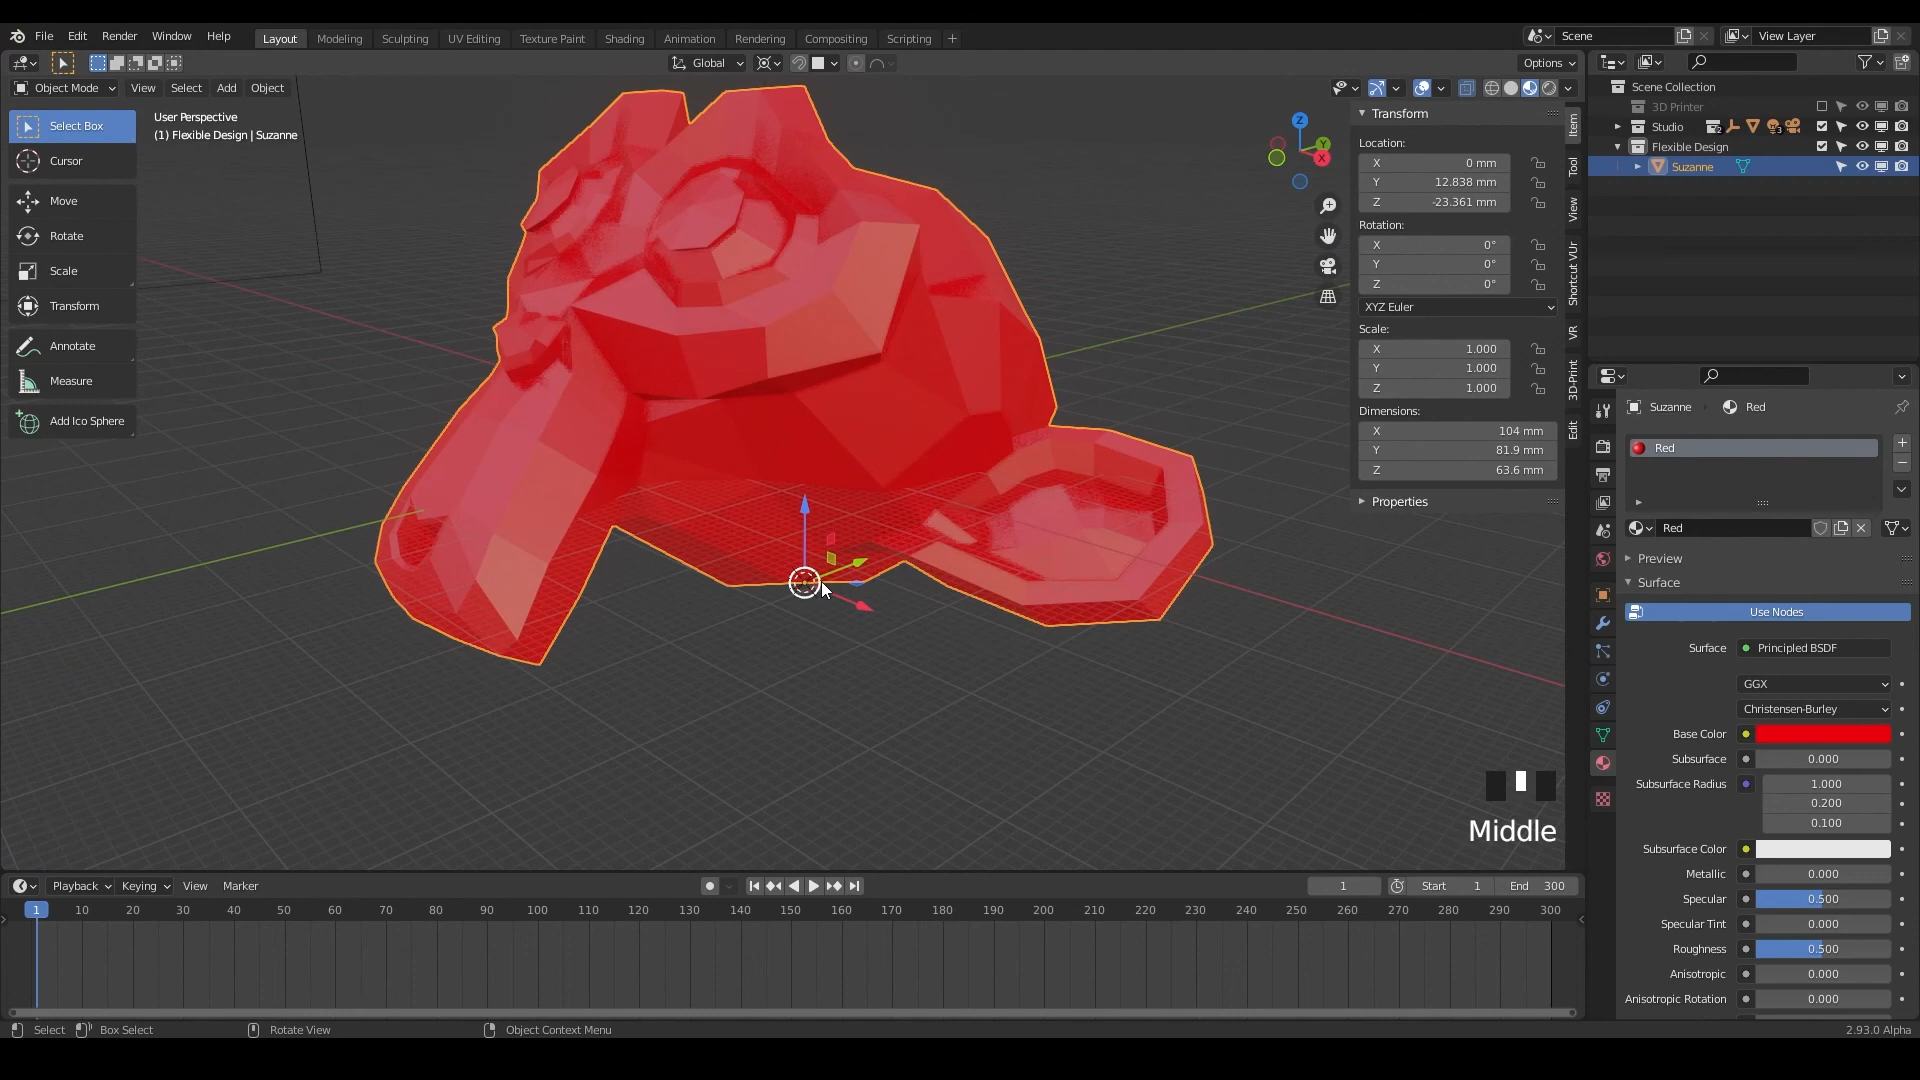 File Edit Render Window Help Layout Modeling Sculpting UV Editing Texture Paint Shading Animation Rendering Compositing Scripting + Scene View Layer
Global Options
Object Mode View Select Add Object
User Perspective
(1) Flexible Design | Suzanne
Select Box
Cursor
Move
Rotate
Scale
Transform
Annotate
Measure
Add Ico Sphere
Z
Y
X
Transform
Location:
X 0 mm
Y 12.838 mm
Z -23.361 mm
Rotation:
X 0°
Y 0°
Z 0°
XYZ Euler
Scale:
X 1.000
Y 1.000
Z 1.000
Dimensions:
X 104 mm
Y 81.9 mm
Z 63.6 mm
Properties
Item
Tool
View
Shortcut VUr
VR
3D-Print
Edit
Scene Collection
3D Printer
Studio 2 3
Flexible Design
Suzanne
Suzanne Red
Red
Red
Preview
Surface
Use Nodes
Surface Principled BSDF
GGX
Christensen-Burley
Base Color
Subsurface 0.000
Subsurface Radius 1.000
0.200
0.100
Subsurface Color
Metallic 0.000
Specular 0.500
Specular Tint 0.000
Roughness 0.500
Anisotropic 0.000
Anisotropic Rotation 0.000
Middle
Playback Keying View Marker 1 Start 1 End 300
1 10 20 30 40 50 60 70 80 90 100 110 120 130 140 150 160 170 180 190 200 210 220 230 240 250 260 270 280 290 300
Select Box Select Rotate View Object Context Menu 2.93.0 Alpha